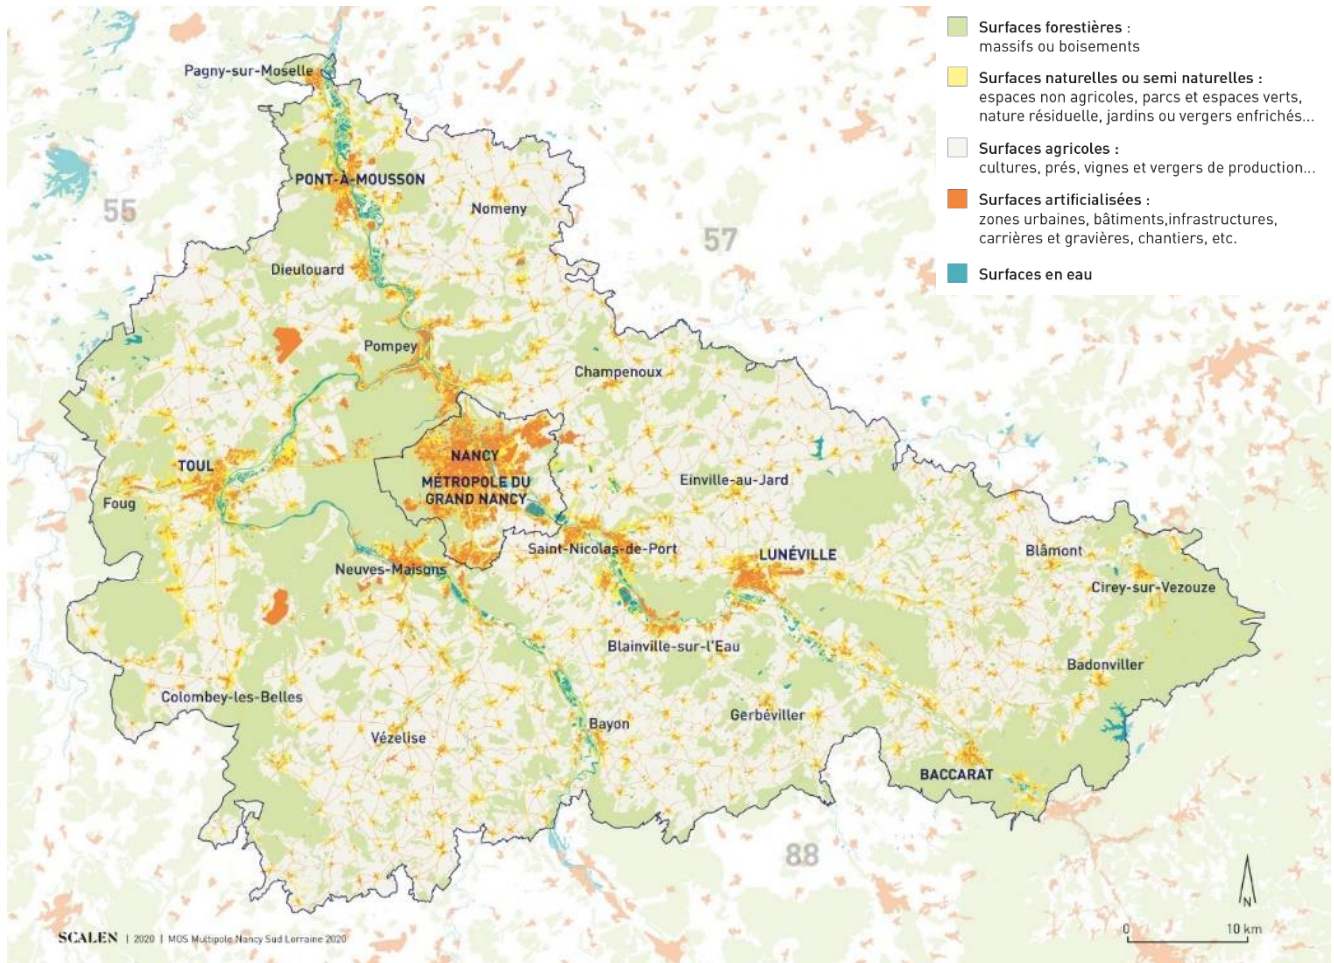 Surfaces forestières :
massifs ou boisements
Surfaces naturelles ou semi naturelles :
espaces non agricoles, parcs et espaces verts,
nature résiduelle, jardins ou vergers enfrichés...
Surfaces agricoles :
cultures, prés, vignes et vergers de production...
Surfaces artificialisées :
zones urbaines, bâtiments,infrastructures,
carrières et gravières, chantiers, etc.
Surfaces en eau
Pagny-sur-Moselle
PONT-À-MOUSSON
55
Nomeny
57
Dieulouard
Pompey
Champenoux
NANCY
TOUL
MÉTROPOLE DU
GRAND NANCY
Einville-au-Jard
Foug
Saint-Nicolas-de-Port
LUNÉVILLE
Blâmont
Neuves-Maisons
Cirey-sur-Vezouze
Blainville-sur-l'Eau
Badonviller
Colombey-les-Belles
Gerbéviller
Bayon
Vézelise
BACCARAT
88
N
SCALEN | 2020 | MOS Multipole Nancy Sud Lorraine 2020
0 10 km